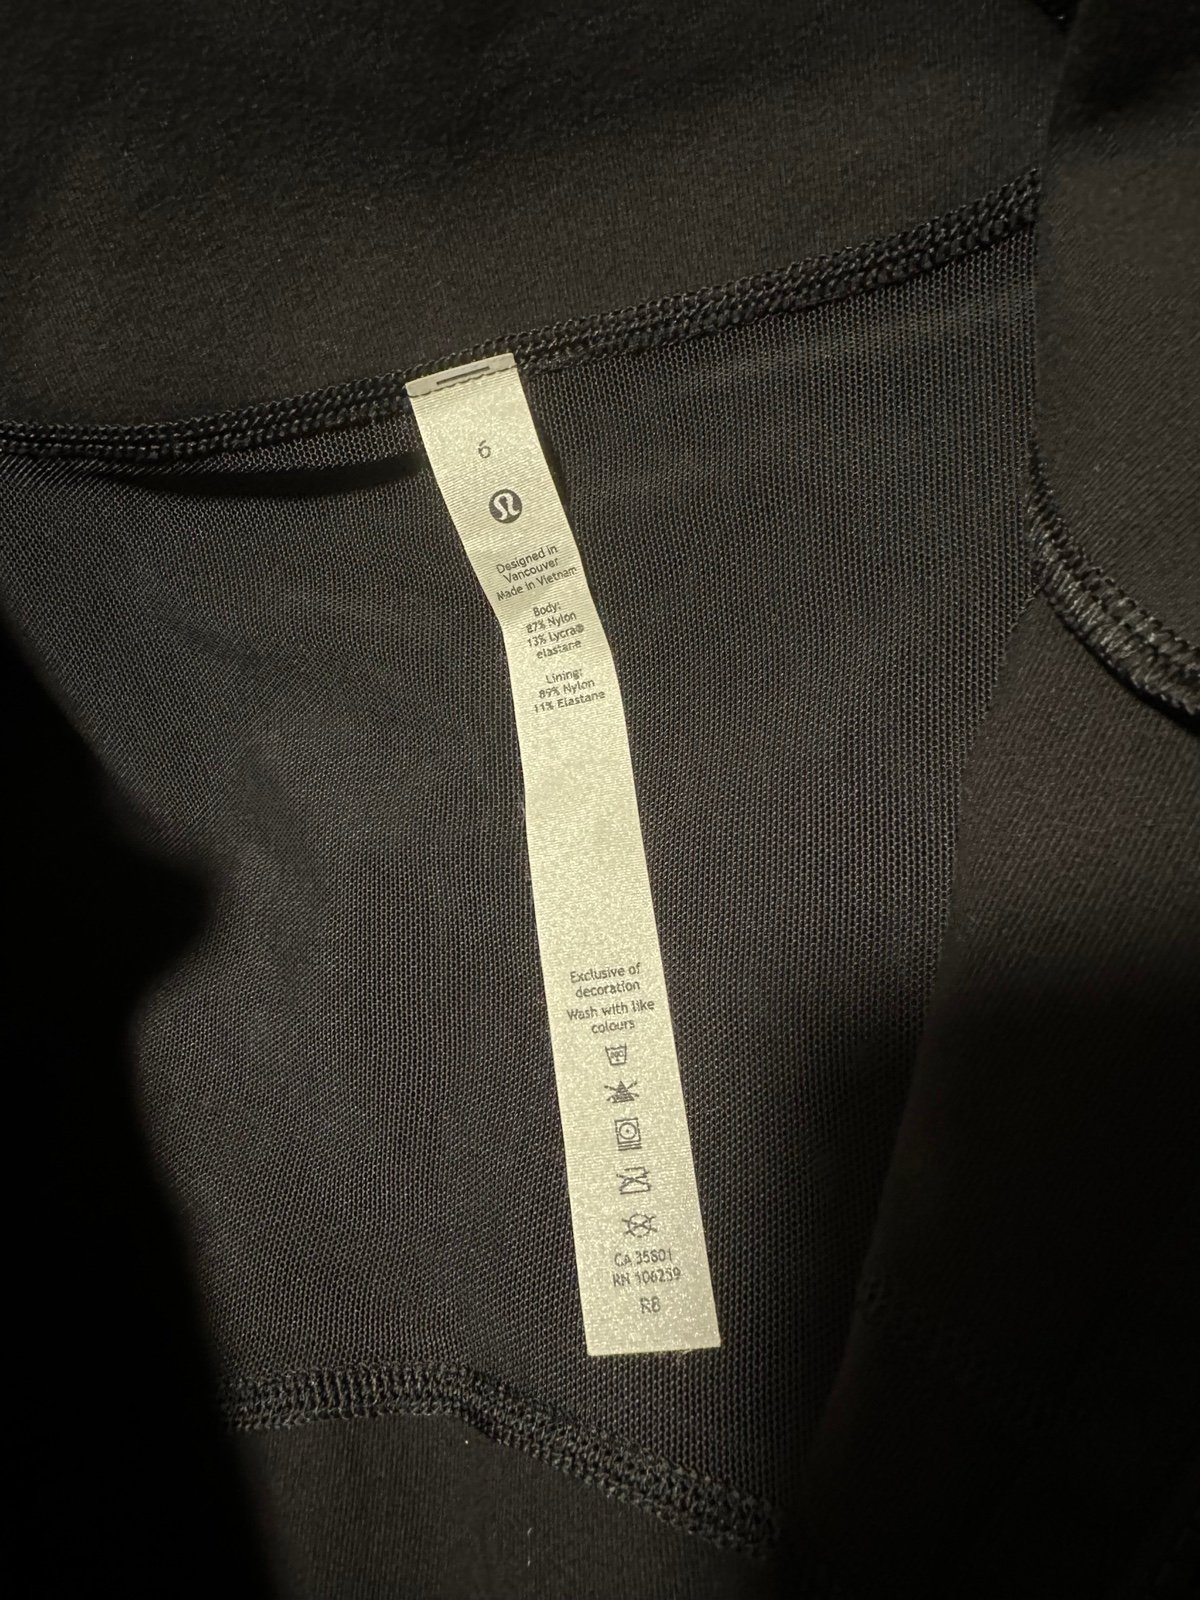 6
Designed in
Vancouver
Made in Vietnam
Body:
87% Nylon
13% Lycra®
elastane
Lining:
89% Nylon
11% Elastane
Exclusive of
decoration
Wash with like
colours
CA 35801
RN 106259
R8